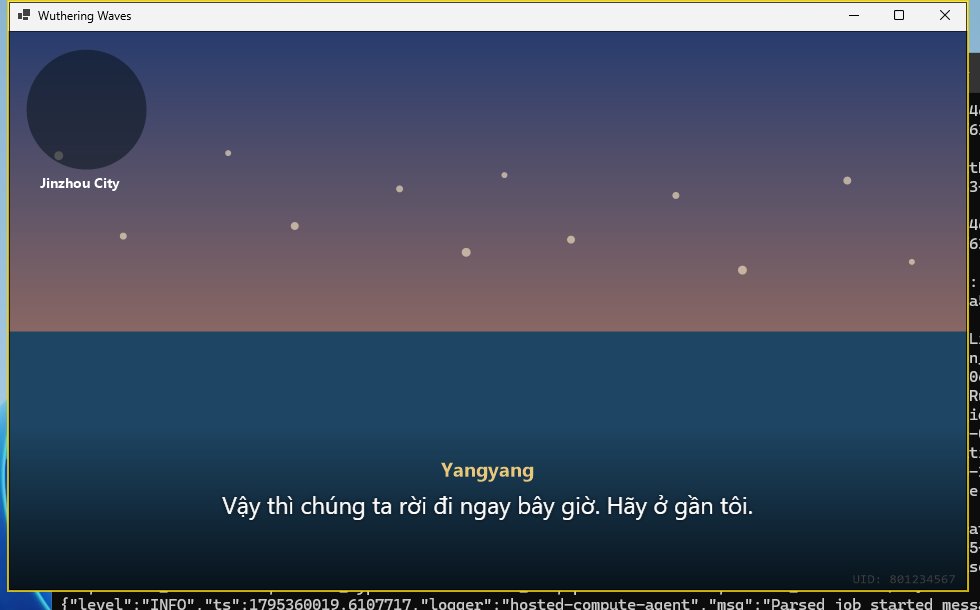 Wuthering Waves
Jinzhou City
Yangyang
Vậy thì chúng ta rời đi ngay bây giờ. Hãy ở gần tôi.
UID: 801234567
{"level":"INFO","ts":1795360019.6107717,"logger":"hosted-compute-agent","msg":"Parsed job started mes